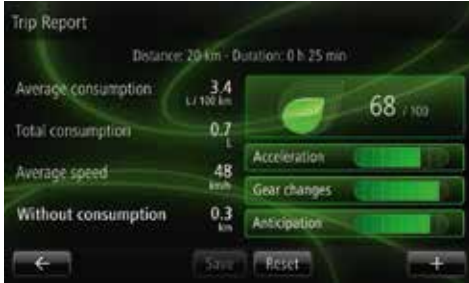 Trip Report
Distance: 20 km - Duration: 0 h 25 min
Average consumption 3.4 L / 100 km
Total consumption 0.7 L
Average speed 48 km/h
Without consumption 0.3 km
68 / 100
Acceleration
Gear changes
Anticipation
Save Reset +